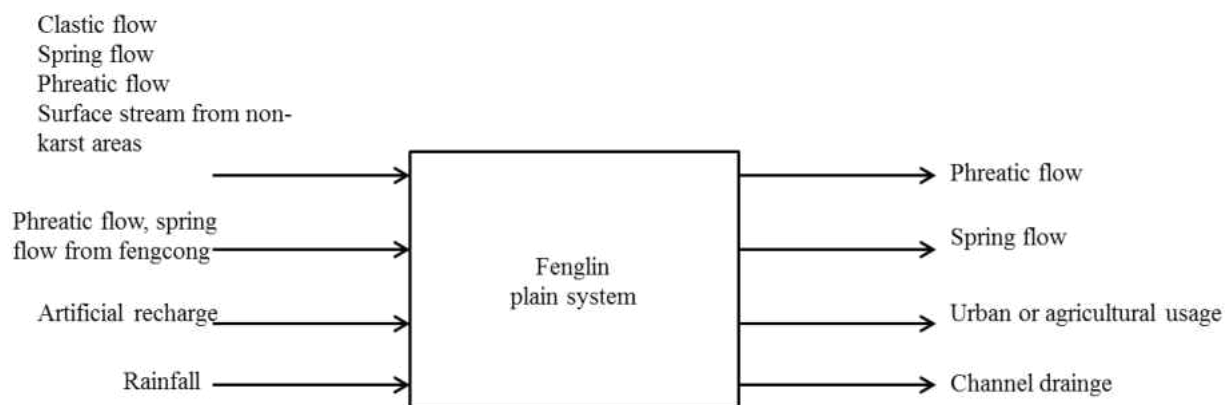 Clastic flow
Spring flow
Phreatic flow
Surface stream from non-
karst areas
Phreatic flow, spring
flow from fengcong
Artificial recharge
Rainfall
Fenglin
plain system
Phreatic flow
Spring flow
Urban or agricultural usage
Channel drainge